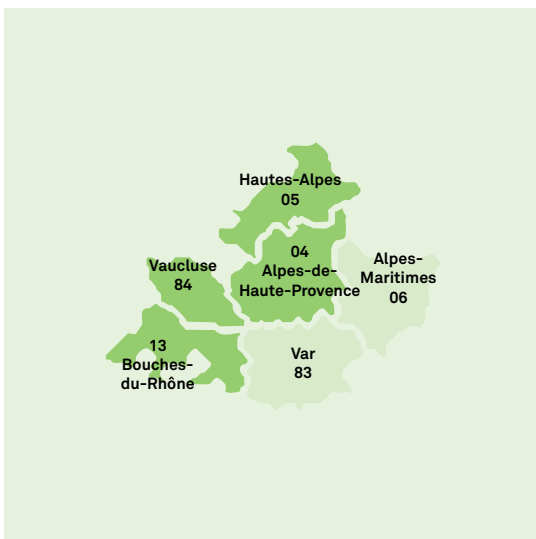 Hautes-Alpes
05
04
Alpes-de-
Haute-Provence
Alpes-
Maritimes
06
Vaucluse
84
13
Bouches-
du-Rhône
Var
83